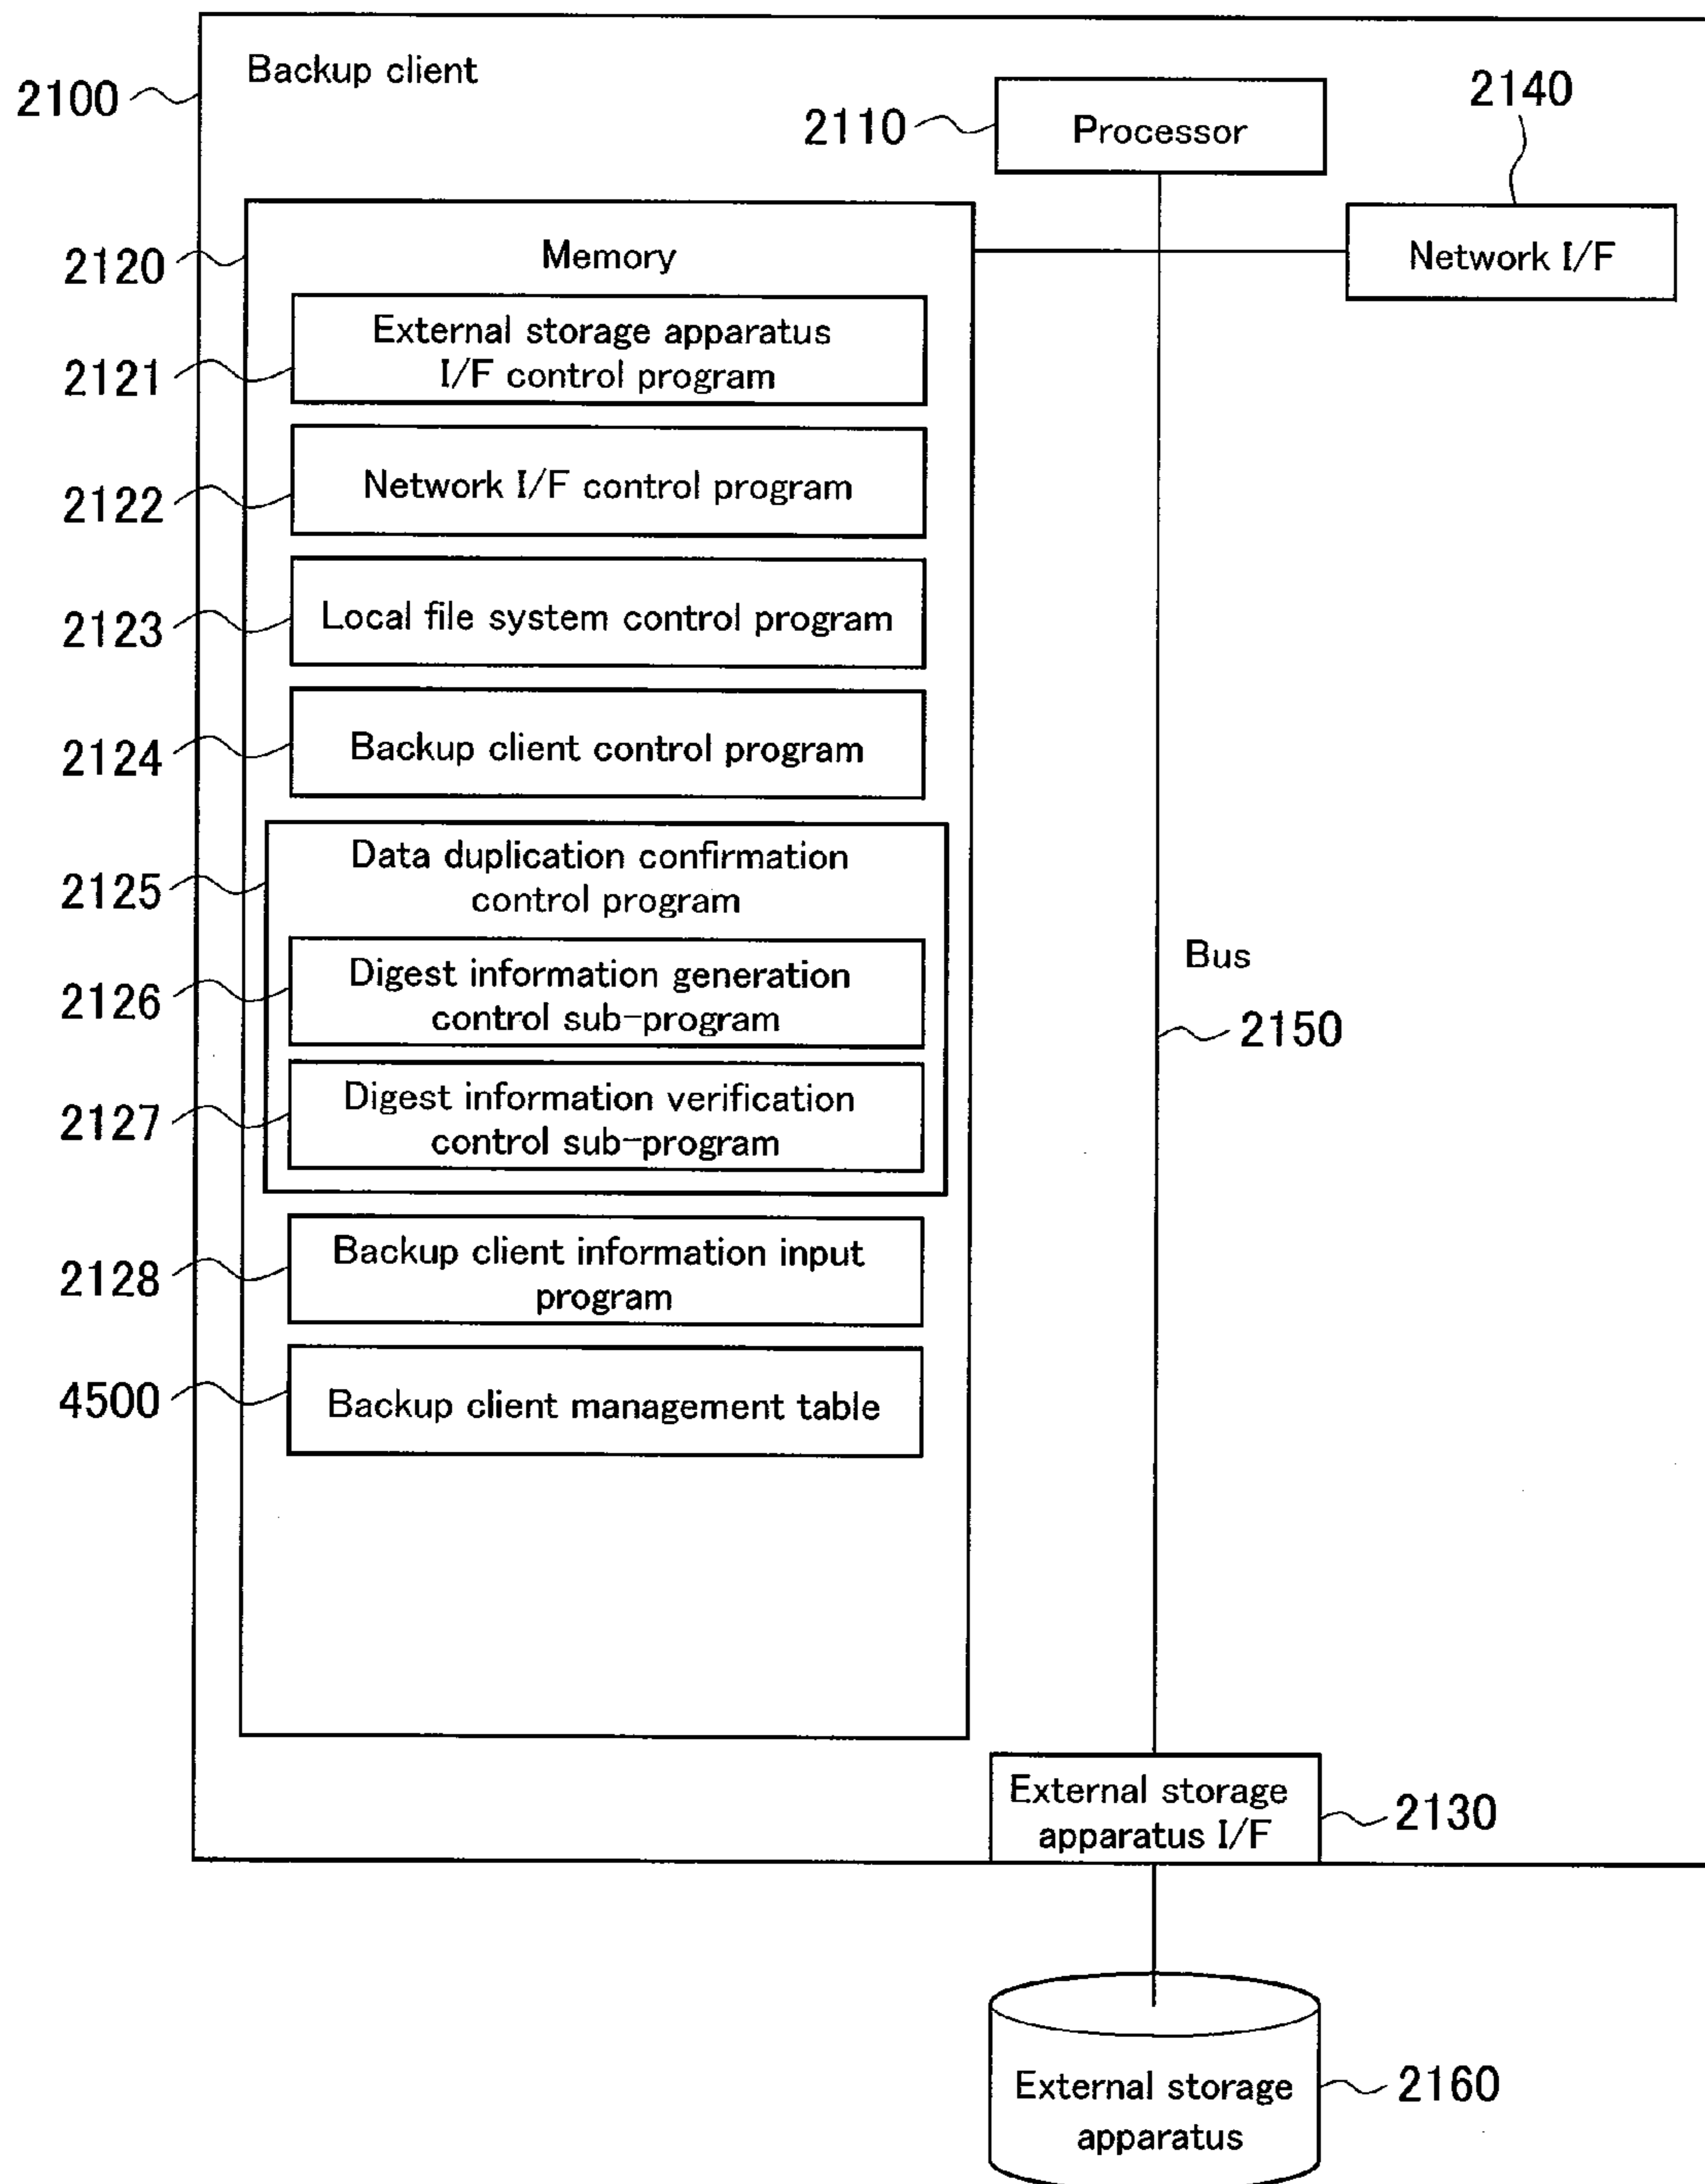 Backup client
2100
2110
Processor
2140
Network I/F
2120
Memory
2121
External storage apparatus
I/F control program
2122
Network I/F control program
2123
Local file system control program
2124
Backup client control program
2125
Data duplication confirmation
control program
2126
Digest information generation
control sub-program
2127
Digest information verification
control sub-program
2128
Backup client information input
program
4500
Backup client management table
Bus
2150
External storage
apparatus I/F
2130
External storage
apparatus
2160